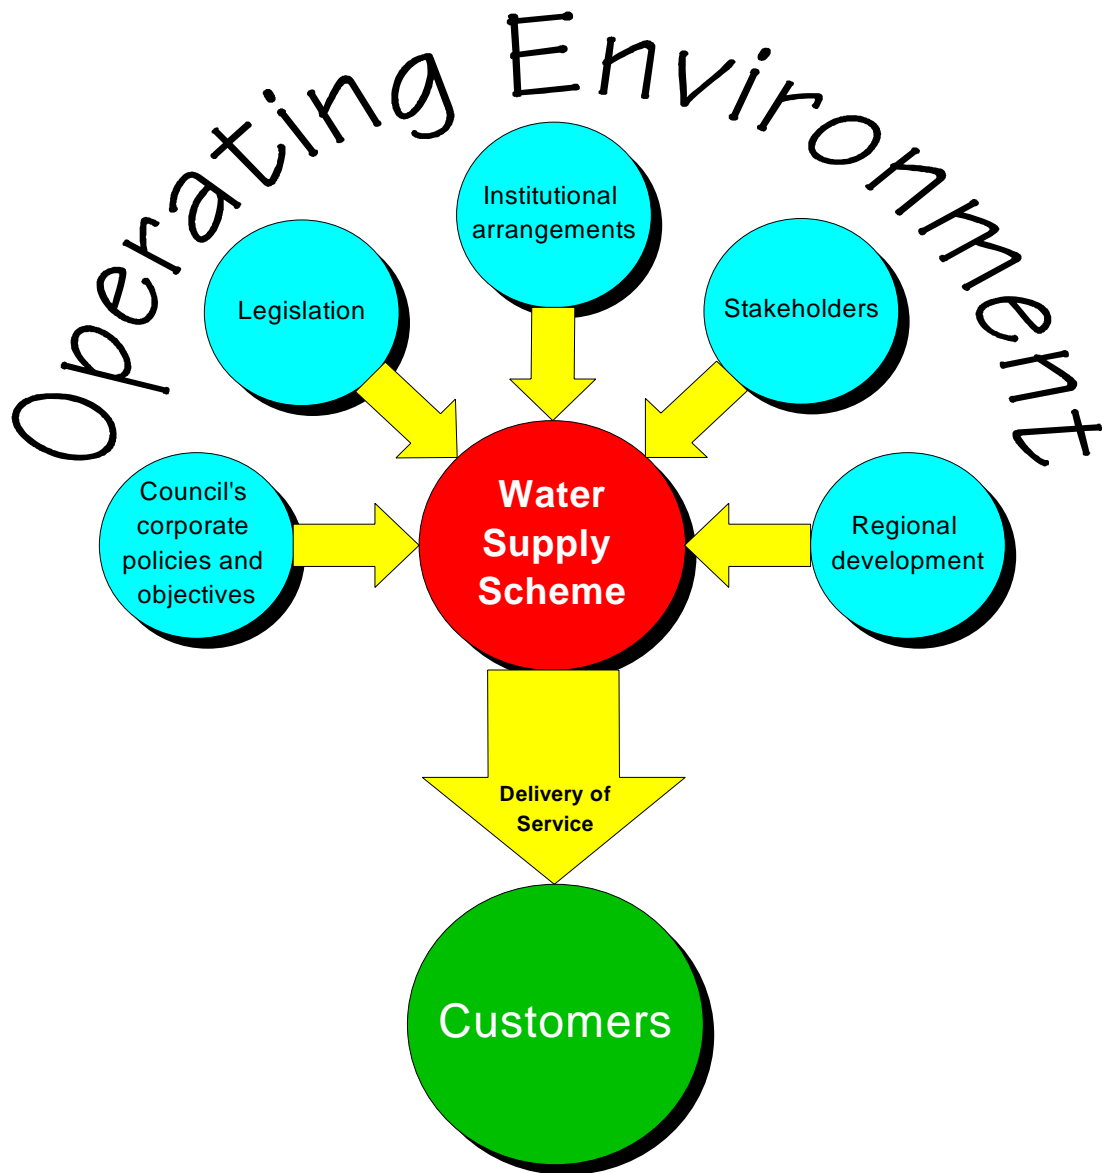 Operating Environment
Institutional
arrangements
Legislation
Stakeholders
Council's
corporate
policies and
objectives
Water
Supply
Scheme
Regional
development
Delivery of
Service
Customers